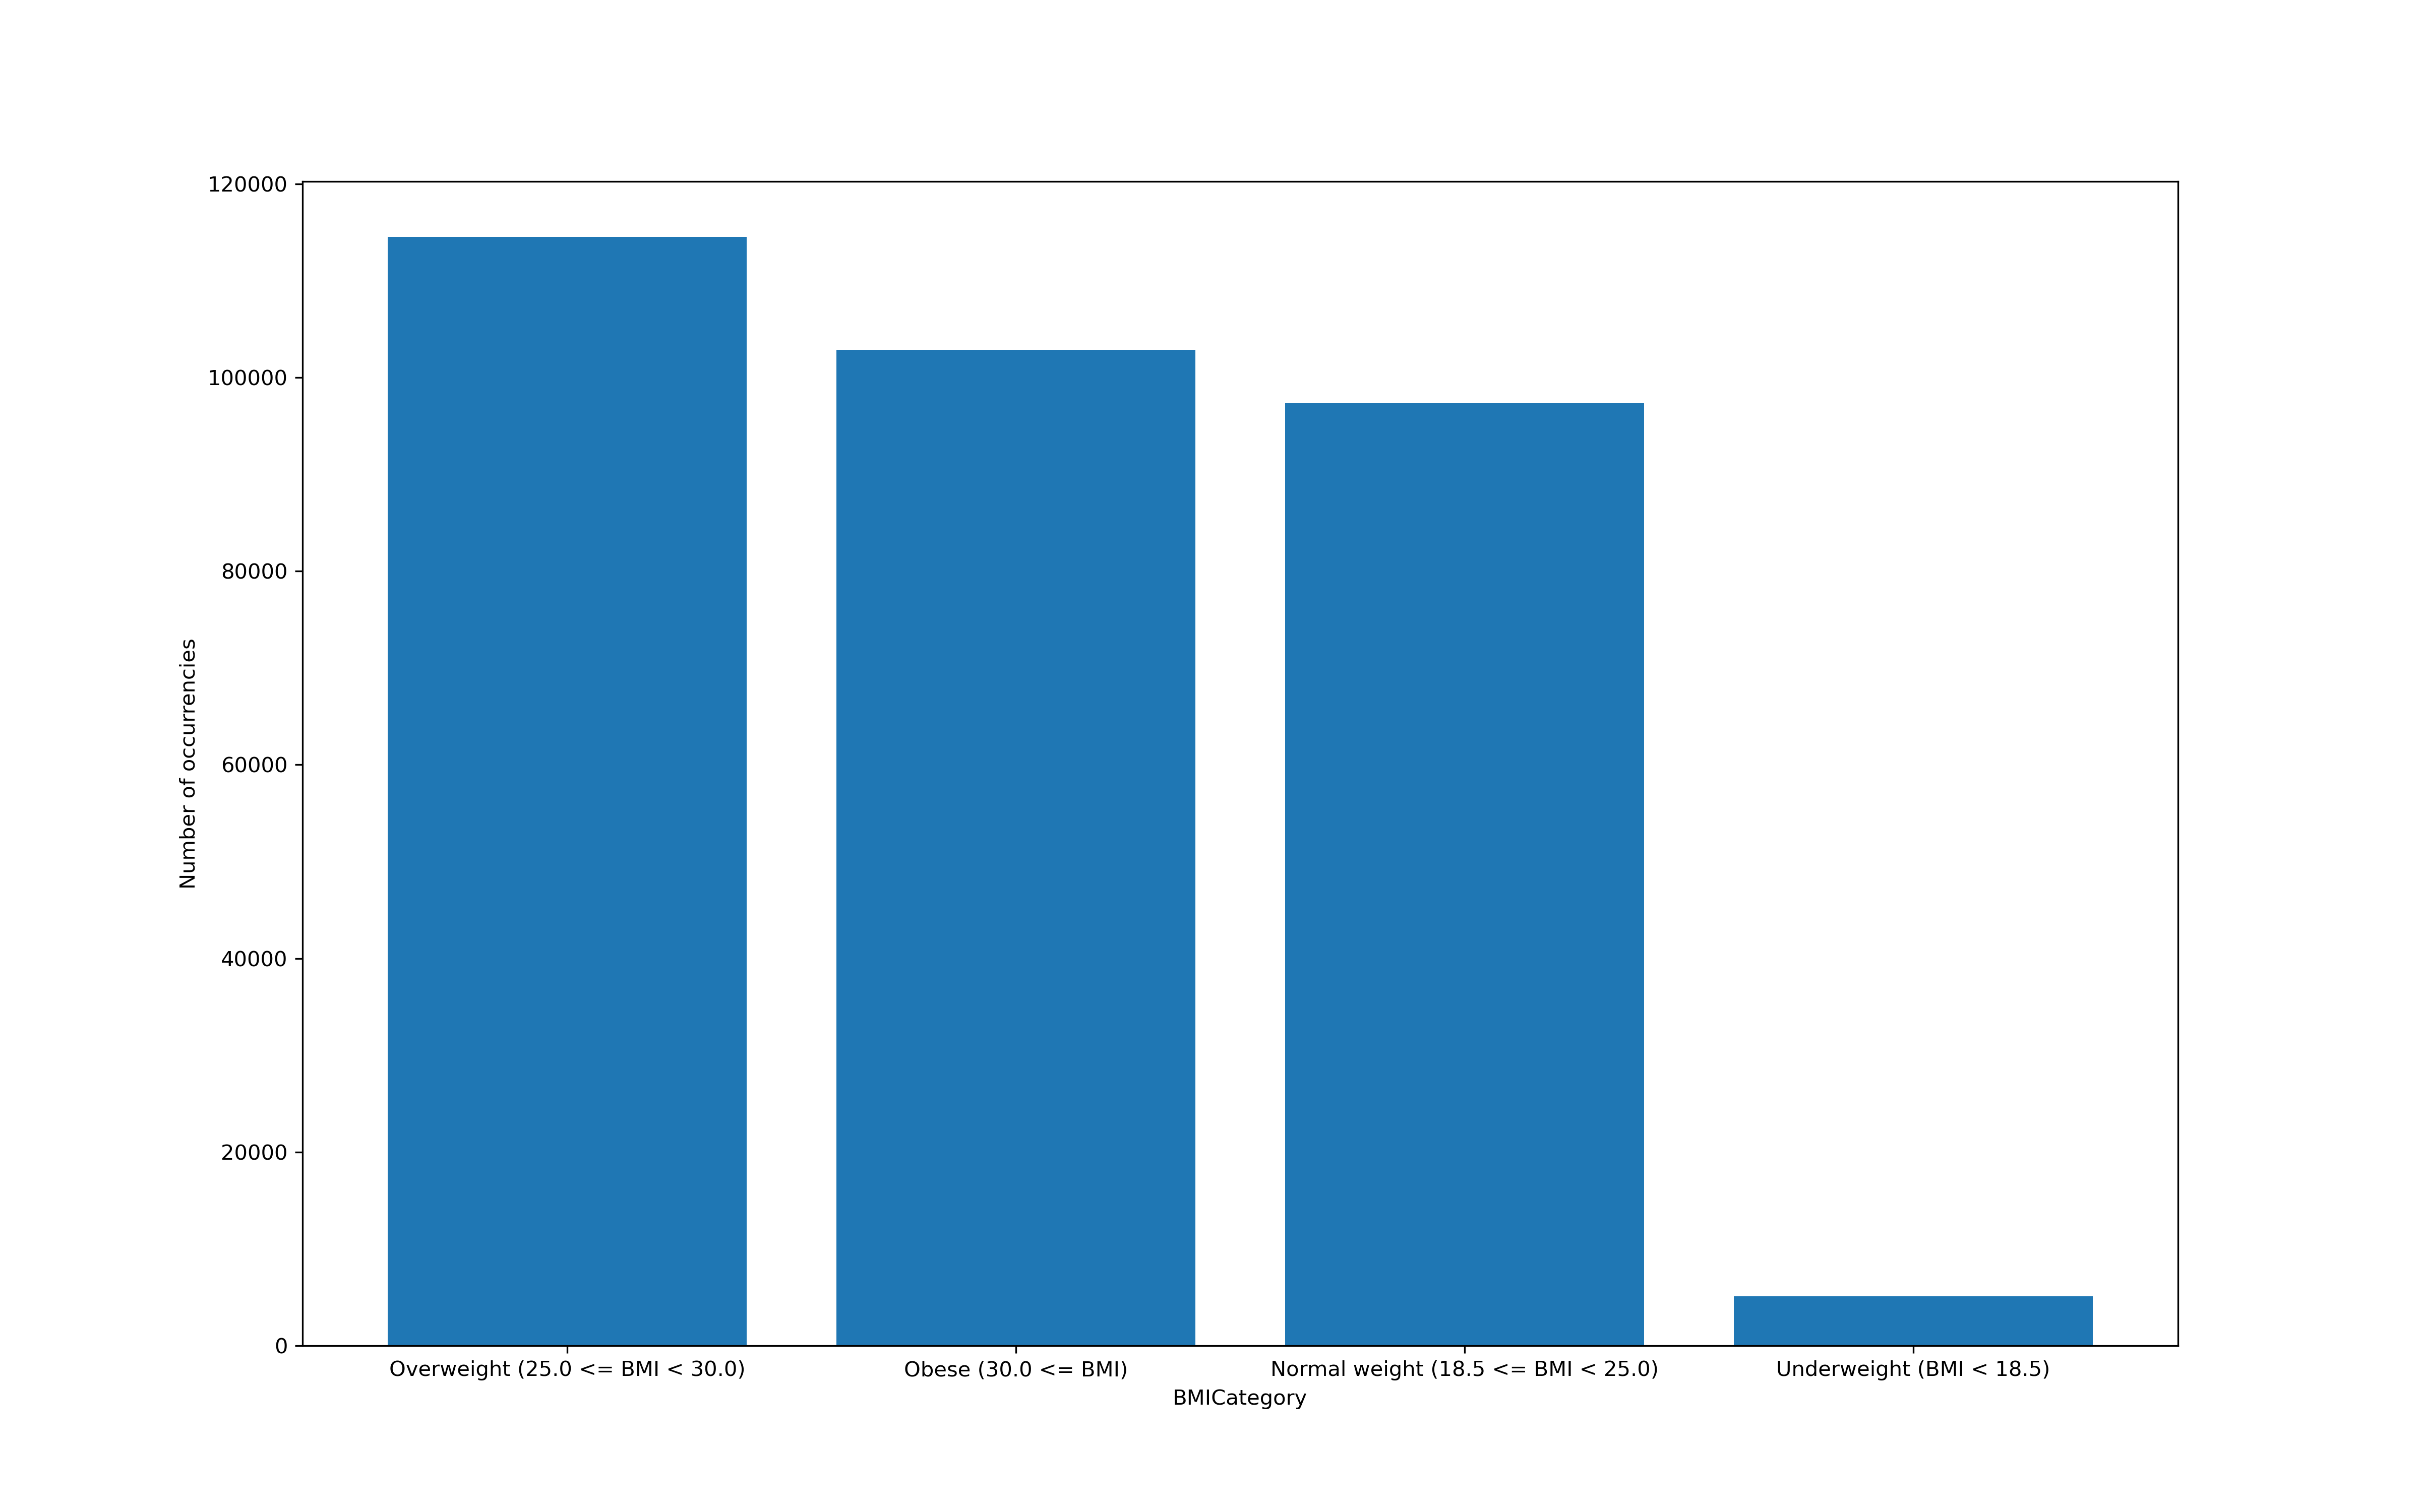 120000
100000
80000
60000
40000
20000
0
Number of occurrencies
Overweight (25.0 <= BMI < 30.0)
Obese (30.0 <= BMI)
Normal weight (18.5 <= BMI < 25.0)
Underweight (BMI < 18.5)
BMICategory